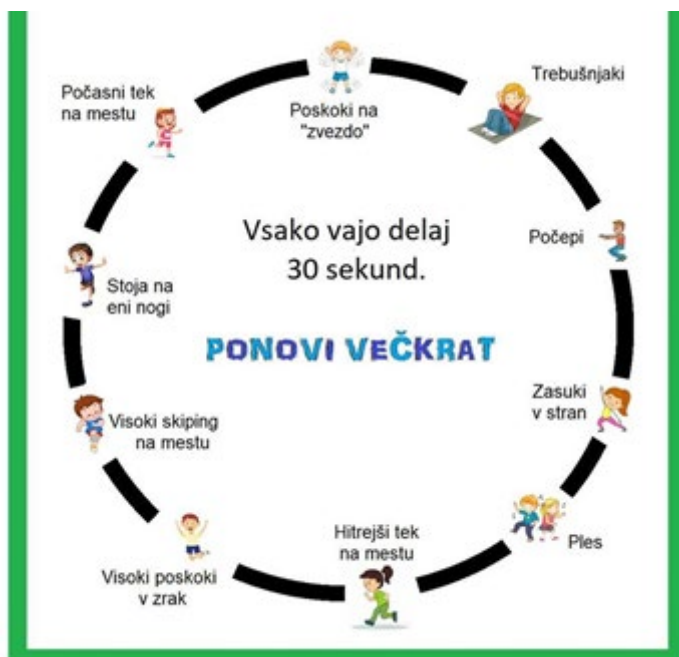 Poskoki na
"zvezdo"
Trebušnjaki
Počepi
Zasuki
v stran
Ples
Hitrejši tek
na mestu
Visoki poskoki
v zrak
Visoki skiping
na mestu
Stoja na
eni nogi
Počasni tek
na mestu
Vsako vajo delaj
30 sekund.
PONOVI VEČKRAT